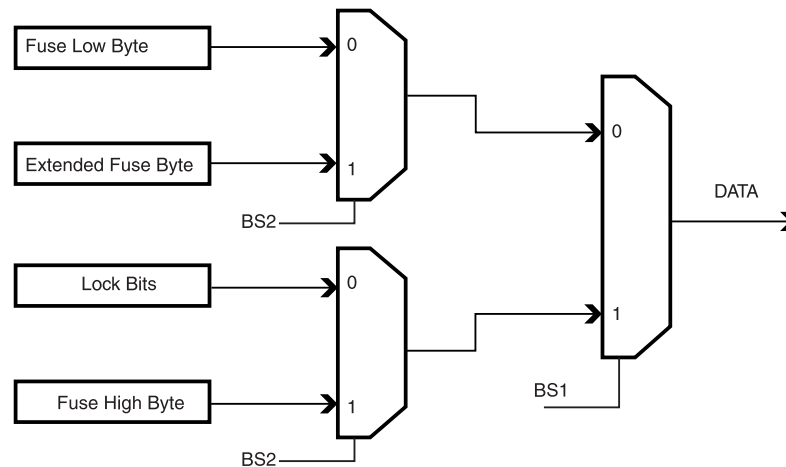 Fuse Low Byte
0
Extended Fuse Byte
1
BS2
0
DATA
Lock Bits
0
1
Fuse High Byte
1
BS1
BS2